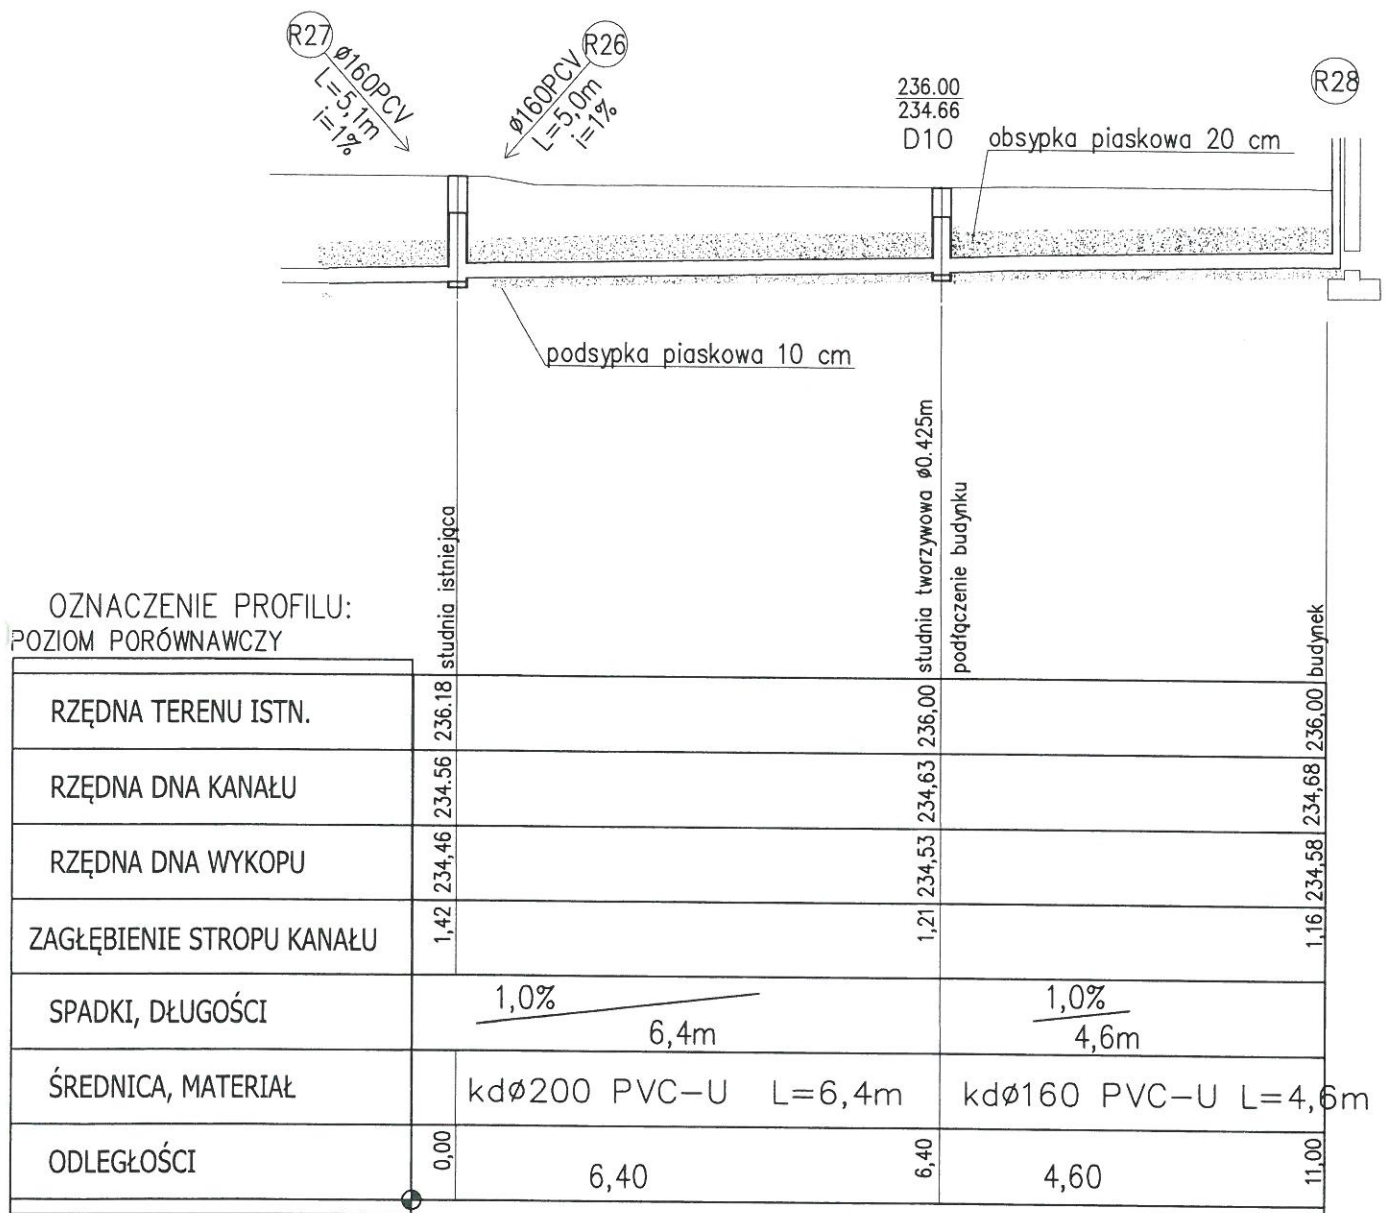 R27
ø160PCV
L=5,1m
i=1%
R26
ø160PCV
L=5,0m
i=1%
236.00
234.66
D10
obsypka piaskowa 20 cm
R28
podsypka piaskowa 10 cm
studnia istniejąca
studnia tworzywowa ø0.425m
podłączenie budynku
budynek
OZNACZENIE PROFILU:
POZIOM PORÓWNAWCZY
RZĘDNA TERENU ISTN.
236.18
236,00
236,00
RZĘDNA DNA KANAŁU
234.56
234,63
234,68
RZĘDNA DNA WYKOPU
234,46
234,53
234,58
ZAGŁĘBIENIE STROPU KANAŁU
1,42
1,21
1,16
SPADKI, DŁUGOŚCI
1,0%
6,4m
1,0%
4,6m
ŚREDNICA, MATERIAŁ
kdø200 PVC-U L=6,4m
kdø160 PVC-U L=4,6m
ODLEGŁOŚCI
0,00
6,40
6,40
4,60
11,00